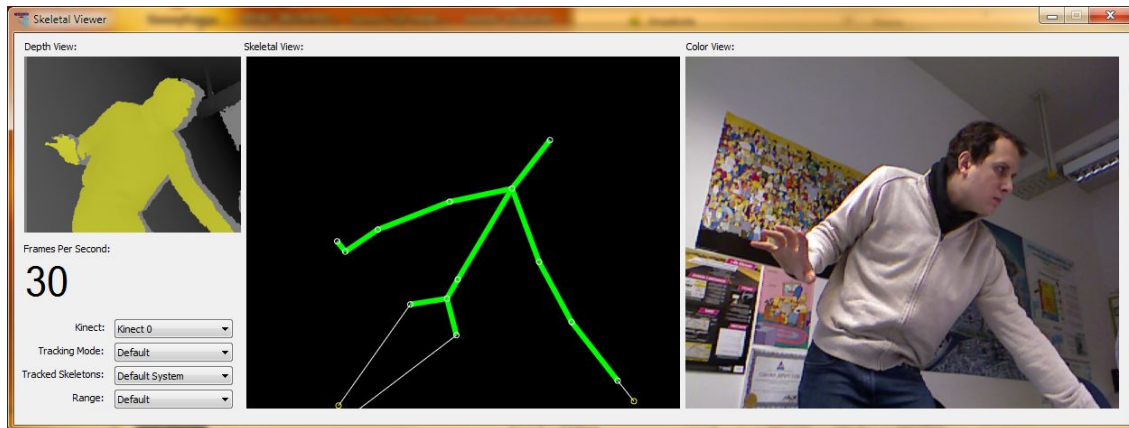 Skeletal Viewer
Depth View:
Skeletal View:
Color View:
Frames Per Second:
30
Kinect: Kinect 0
Tracking Mode: Default
Tracked Skeletons: Default System
Range: Default